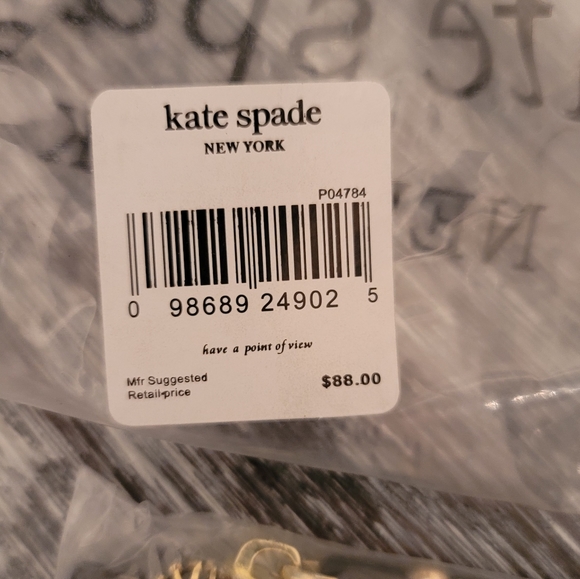 kate spade
NEW YORK
P04784
0 98689 24902 5
have a point of view
Mfr Suggested
Retail price $88.00